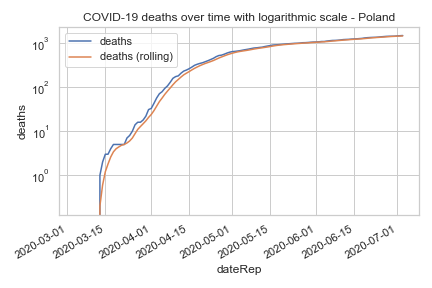 COVID-19 deaths over time with logarithmic scale - Poland
deaths
deaths (rolling)
10³
10²
10¹
10⁰
deaths
2020-03-01
2020-03-15
2020-04-01
2020-04-15
2020-05-01
2020-05-15
2020-06-01
2020-06-15
2020-07-01
dateRep